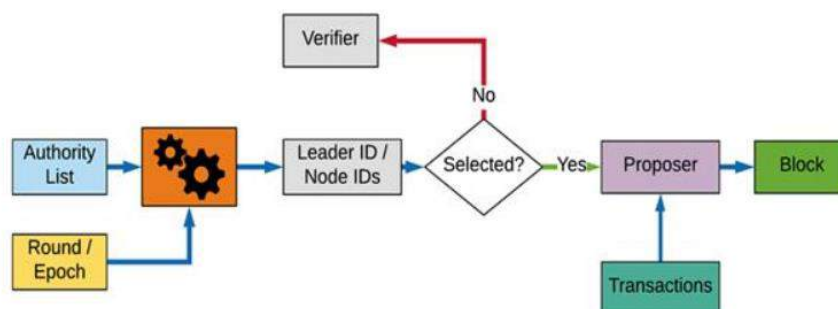 Verifier
No
Authority
List
Leader ID /
Node IDs
Selected?
Yes
Proposer
Block
Round /
Epoch
Transactions